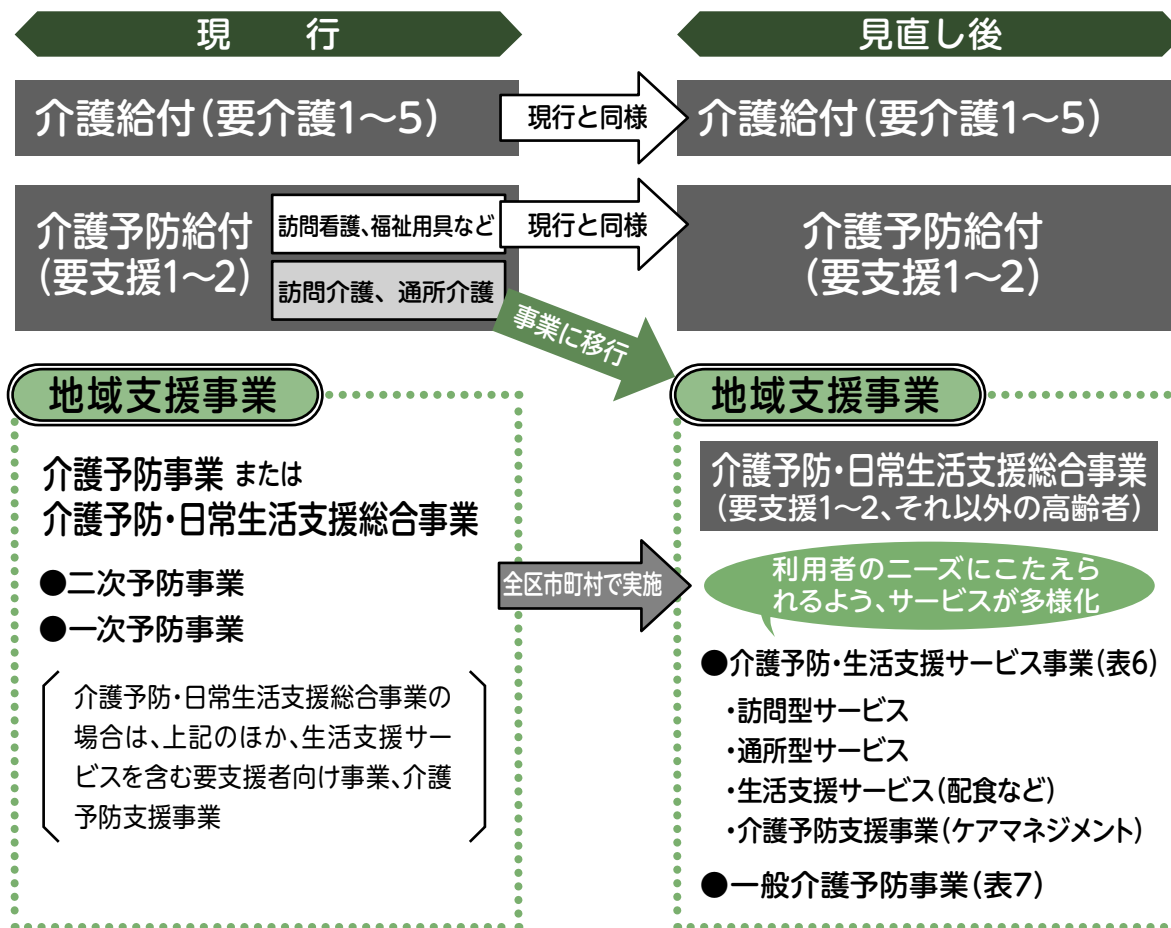 現　行
見直し後
介護給付(要介護1〜5)
現行と同様
介護給付(要介護1〜5)
介護予防給付
(要支援1〜2)
訪問看護、福祉用具など
訪問介護、通所介護
現行と同様
介護予防給付
(要支援1〜2)
事業に移行
地域支援事業
介護予防事業 または
介護予防・日常生活支援総合事業
●二次予防事業
●一次予防事業
介護予防・日常生活支援総合事業の
場合は、上記のほか、生活支援サー
ビスを含む要支援者向け事業、介護
予防支援事業
全区市町村で実施
地域支援事業
介護予防・日常生活支援総合事業
(要支援1〜2、それ以外の高齢者)
利用者のニーズにこたえら
れるよう、サービスが多様化
●介護予防・生活支援サービス事業(表6)
・訪問型サービス
・通所型サービス
・生活支援サービス(配食など)
・介護予防支援事業(ケアマネジメント)
●一般介護予防事業(表7)